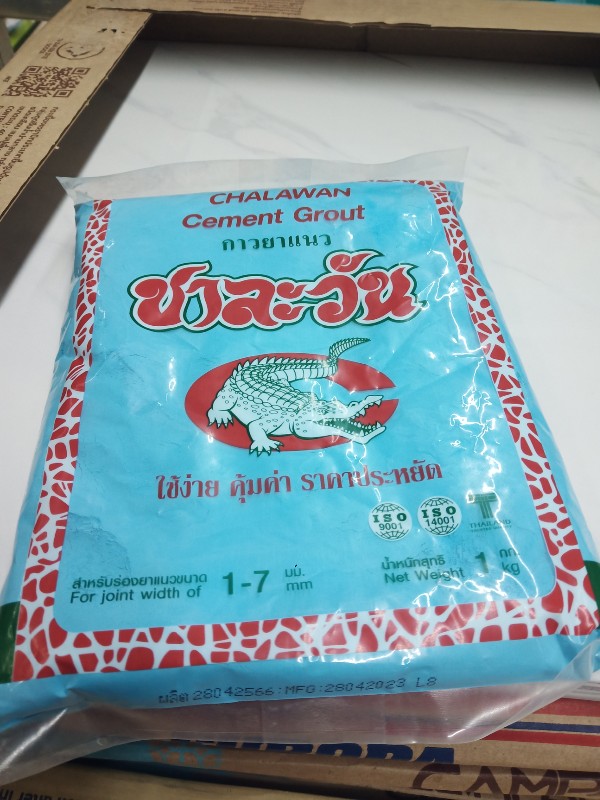 CHALAWAN
Cement Grout
กาวยาแนว
ชาละวัน
ใช้ง่าย คุ้มค่า ราคาประหยัด
ISO 9001
ISO 14001
THAILAND
สำหรับร่องยาแนวขนาด
For joint width of
1-7 มม. mm
น้ำหนักสุทธิ
Net Weight
1 กก. kg
ผลิต 28042566:MFG:28042023 L8
CAMP